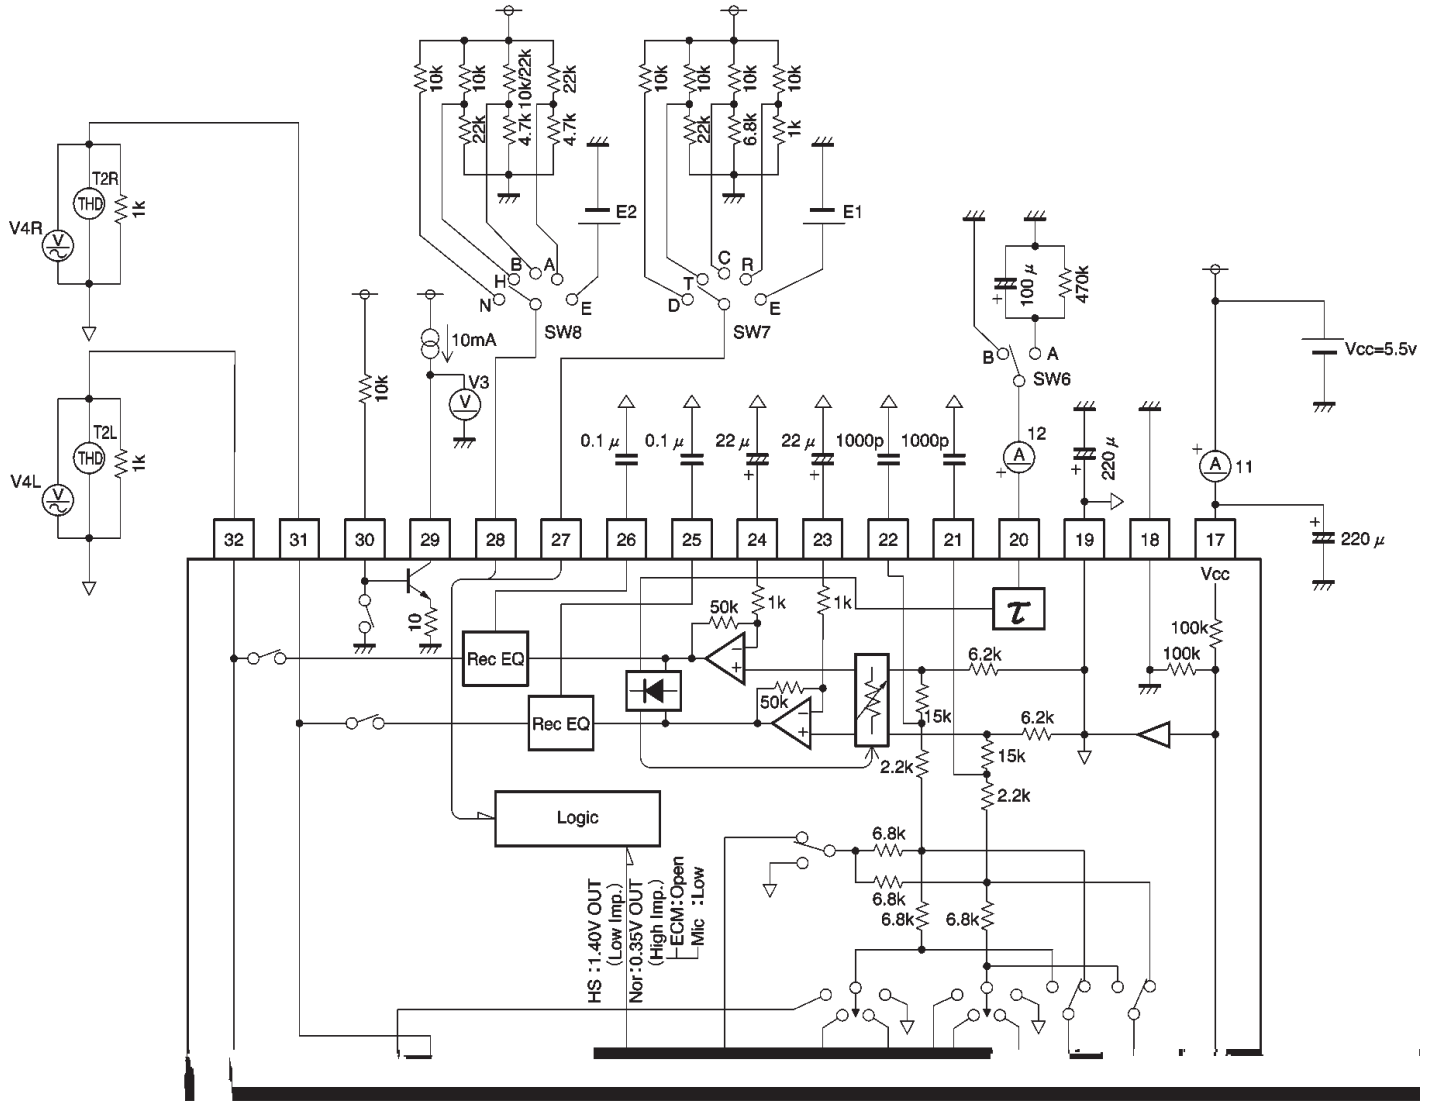 10k
10k
10k/22k
22k
22k
4.7k
4.7k
10k
10k
10k
10k
22k
6.8k
1k
T2R
THD
1k
V4R
V
E2
E1
B
A
H
N
E
SW8
C
R
T
D
E
SW7
100 μ
470k
+
B
A
SW6
10mA
V3
V
10k
Vcc=5.5v
T2L
THD
1k
V4L
V
0.1 μ
0.1 μ
22 μ
22 μ
1000p
1000p
+
+
12
A
+
220 μ
+
+
A
11
+
220 μ
32
31
30
29
28
27
26
25
24
23
22
21
20
19
18
17
Vcc
10
50k
1k
1k
τ
100k
100k
Rec EQ
−
+
6.2k
50k
15k
Rec EQ
−
+
6.2k
2.2k
15k
2.2k
Logic
6.8k
6.8k
6.8k
6.8k
HS : 1.40V OUT
(Low Imp.)
Nor : 0.35V OUT
(High Imp.)
ECM : Open
Mic : Low